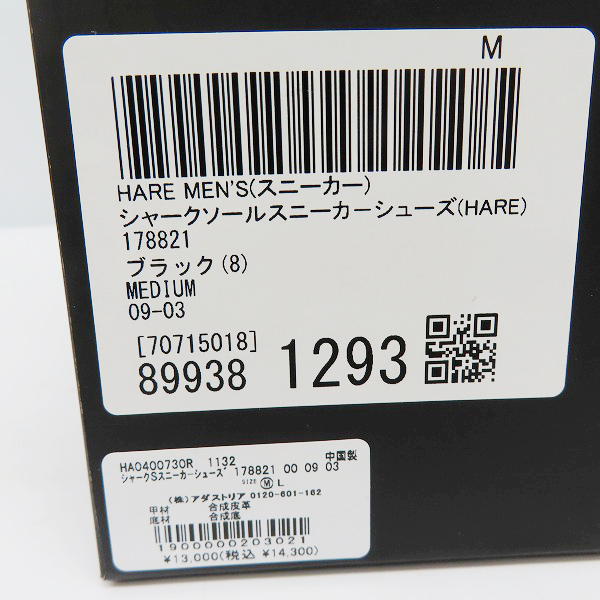 M
HARE MEN'S(スニーカー)
シャークソールスニーカーシューズ(HARE)
178821
ブラック(8)
MEDIUM
09-03
[70715018]
89938 1293
HA0400730R 1132 中国製
シャークSスニーカーシューズ 178821 00 09 03
SIZE Ⓜ L
(株)アダストリア 0120-601-162
甲材 合成皮革
底材 合成底
1900000203021
¥13,000(税込 ¥14,300)